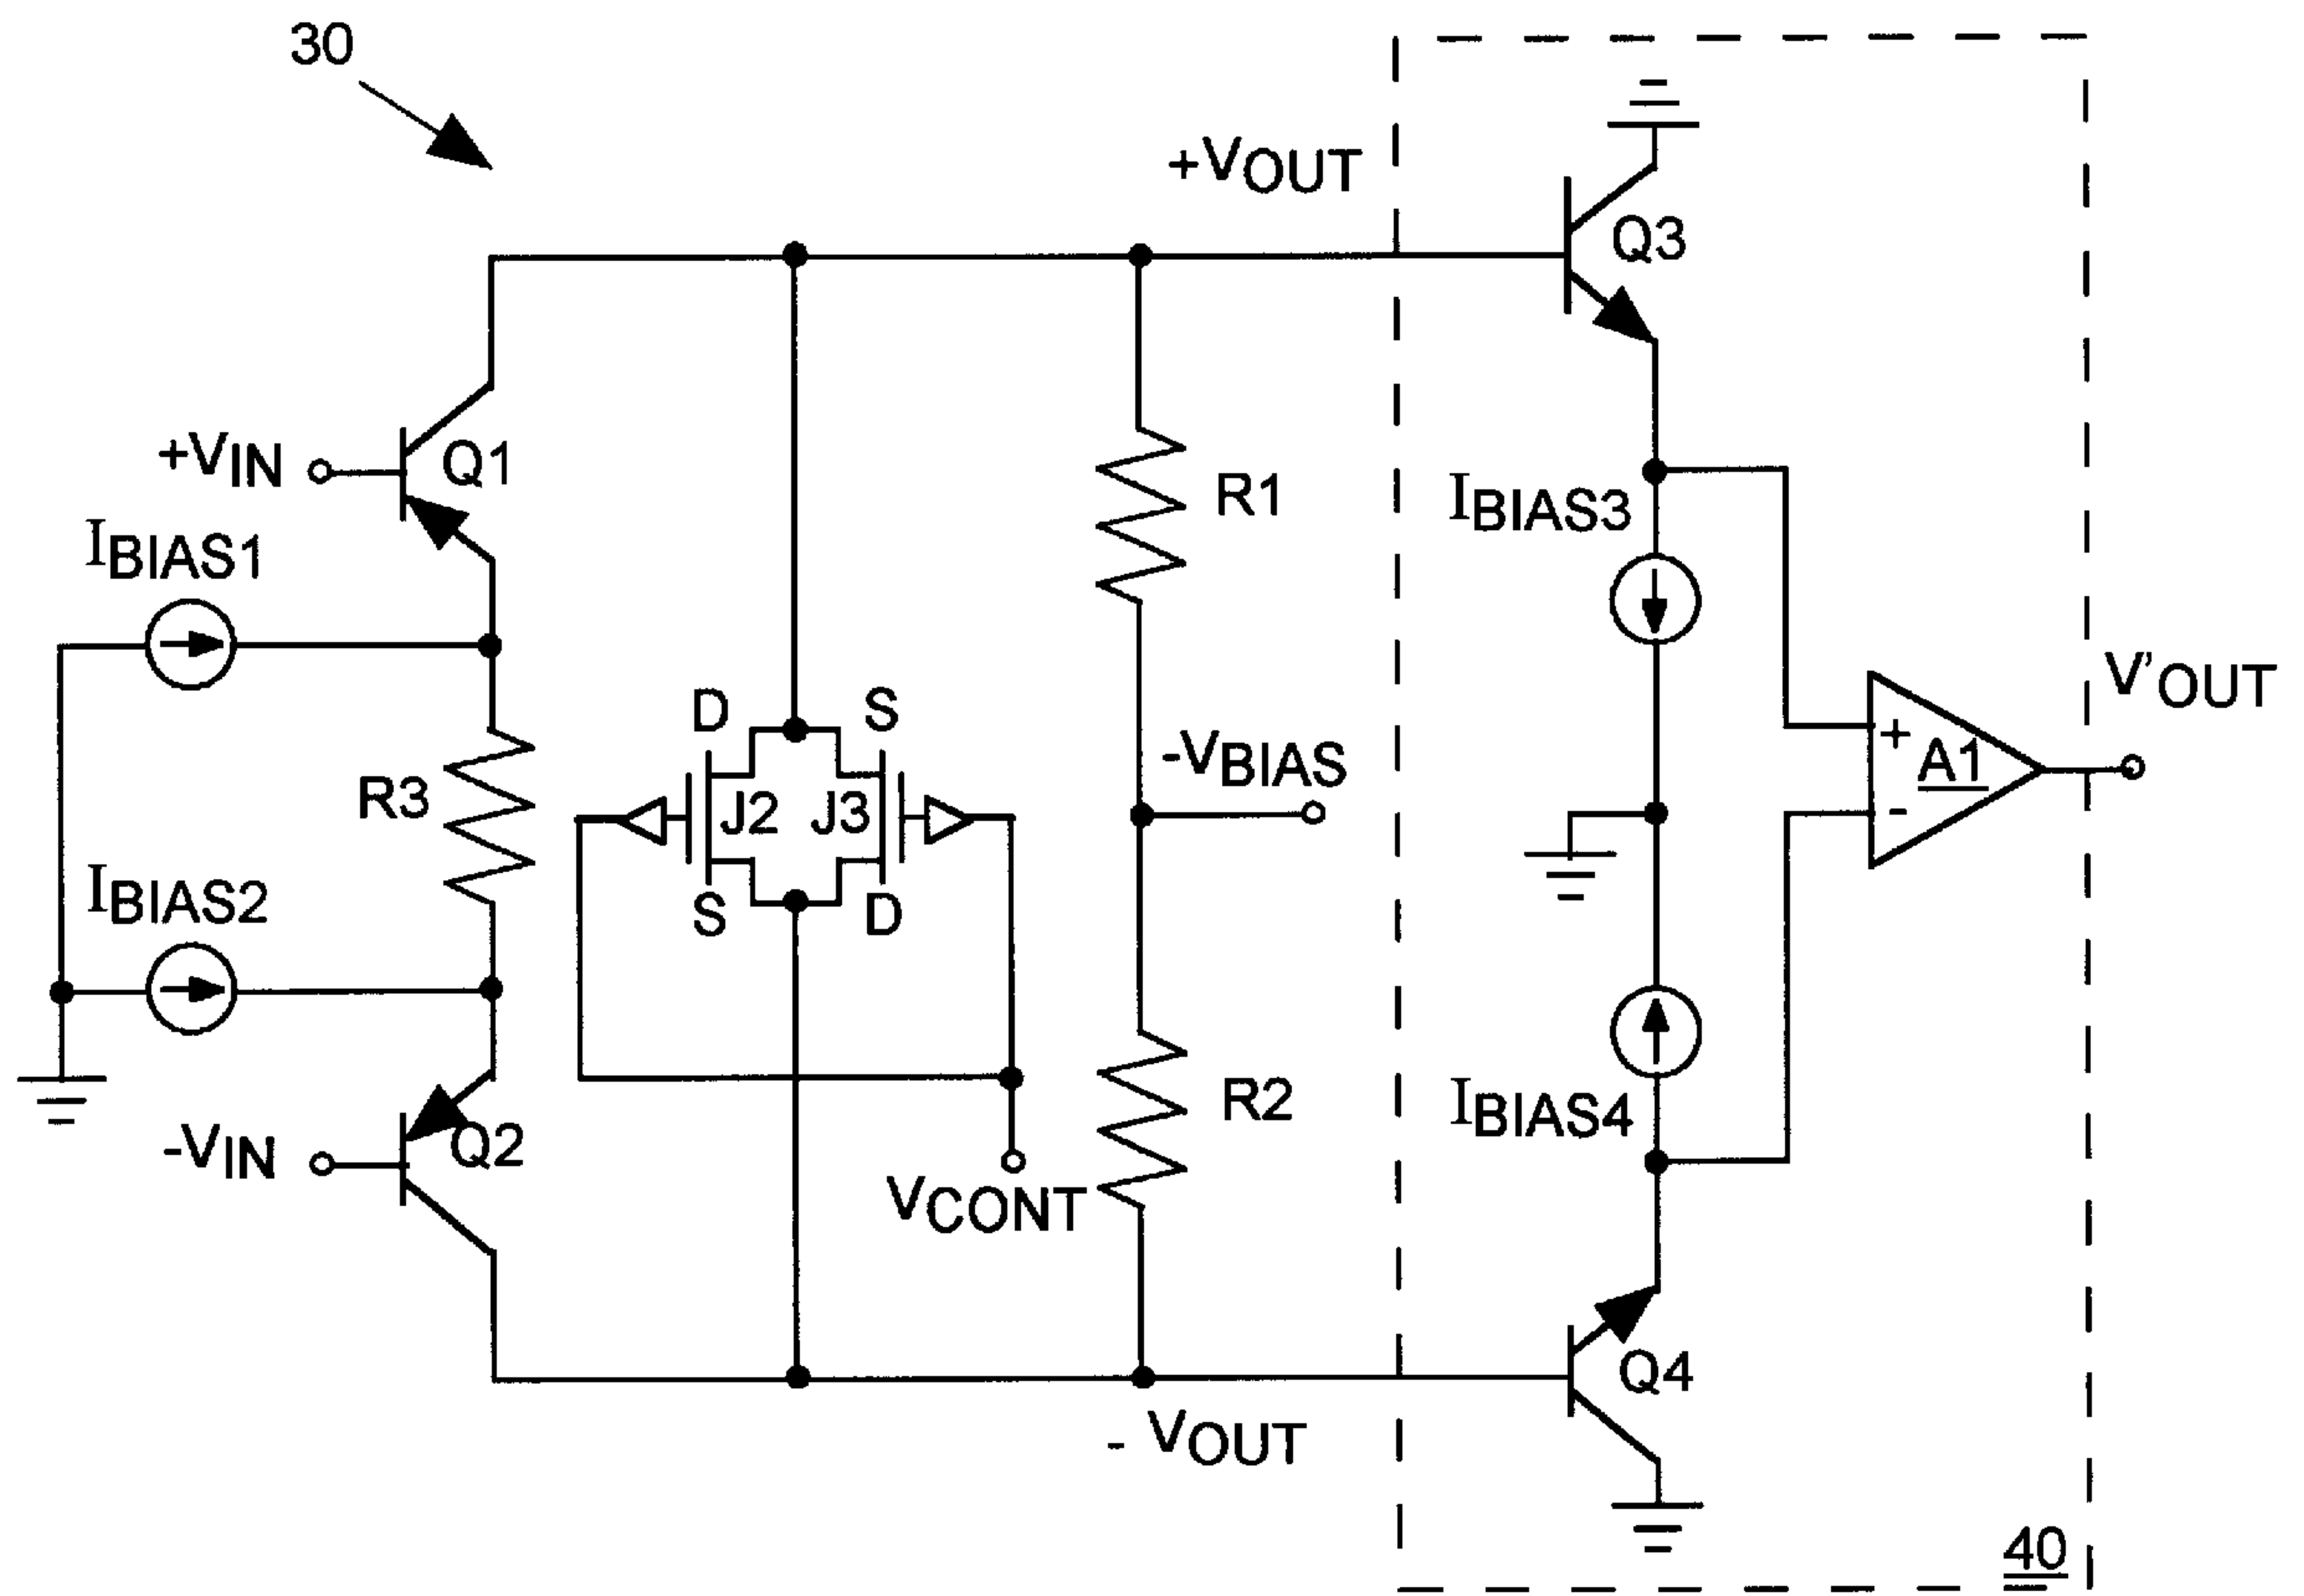 30
+VOUT
Q3
+VIN
Q1
IBIAS1
R1
IBIAS3
V'OUT
D
S
-VBIAS
+
A1
-
R3
J2
J3
IBIAS2
S
D
R2
IBIAS4
-VIN
Q2
VCONT
Q4
- VOUT
40